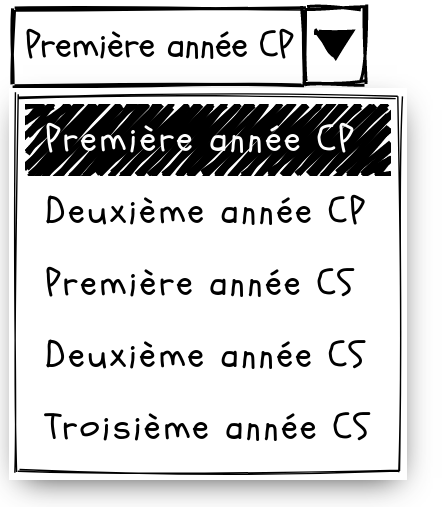 Première année CP
Première année CP
Deuxième année CP
Première année CS
Deuxième année CS
Troisième année CS